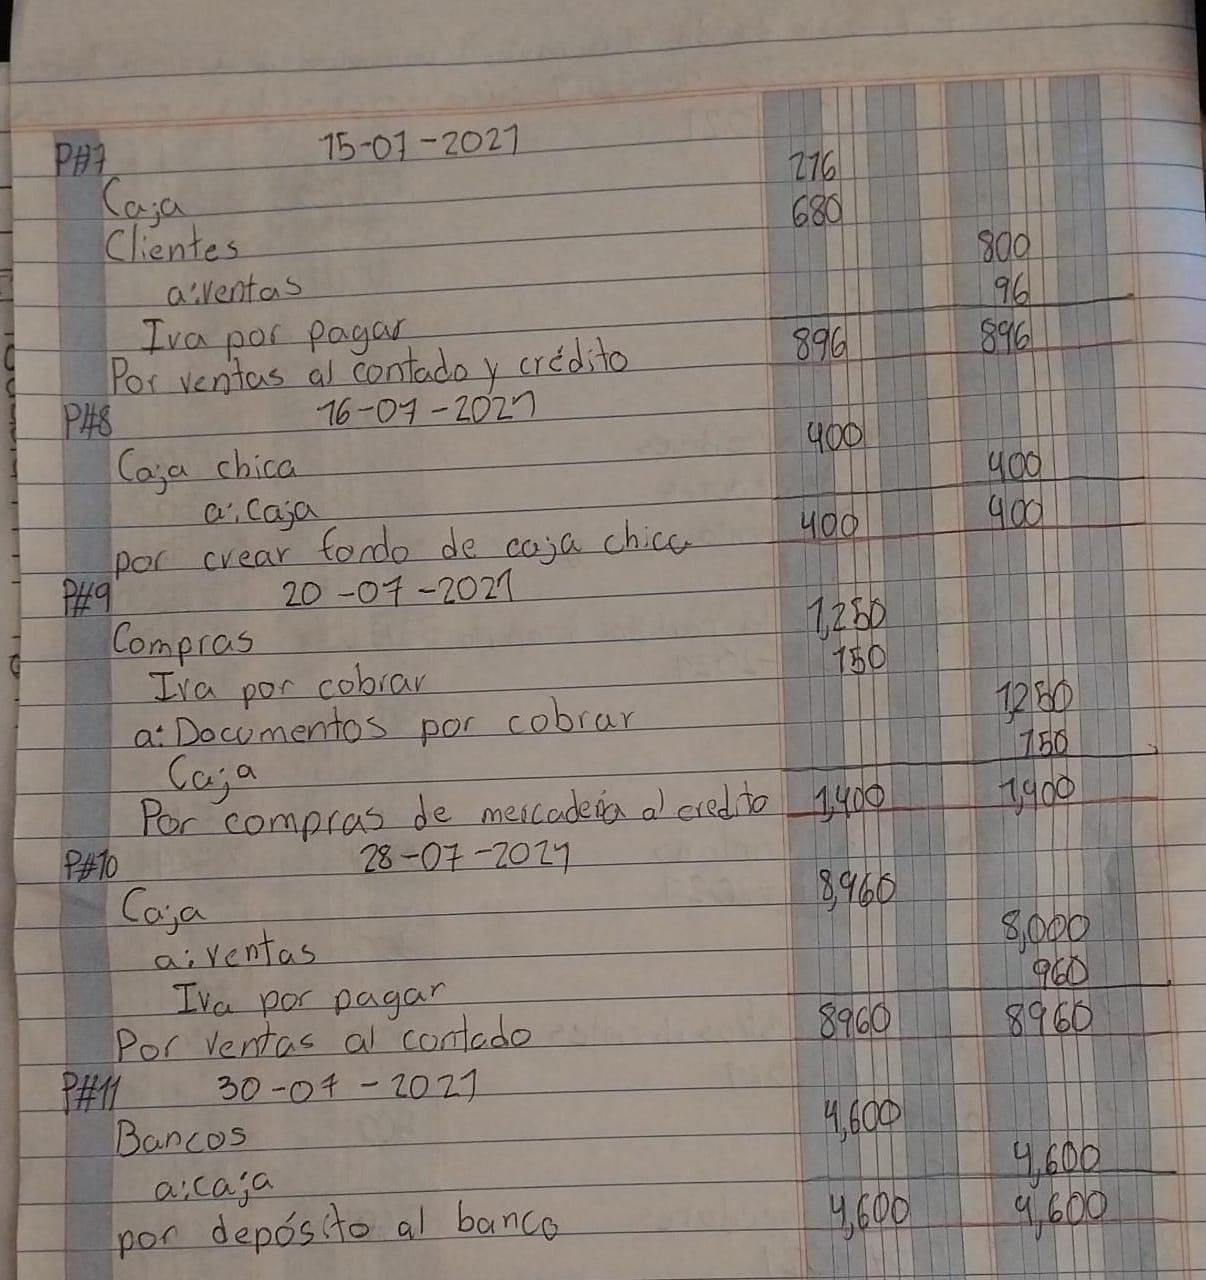 P#7 15-07-2021
Caja 216
Clientes 680
a: ventas 800
Iva por pagar 96
Por ventas al contado y crédito 896 896
P#8 16-07-2021
Caja chica 400
a: Caja 400
por crear fondo de caja chica 400 400
P#9 20-07-2021
Compras 1,250
Iva por cobrar 150
a: Documentos por cobrar 1,250
Caja 150
Por compras de mercadería al credito 1,400 1,400
P#10 28-07-2021
Caja 8,960
a: ventas 8,000
Iva por pagar 960
Por ventas al contado 8960 8960
P#11 30-07-2021
Bancos 4,600
a: caja 4,600
por depósito al banco 4,600 4,600